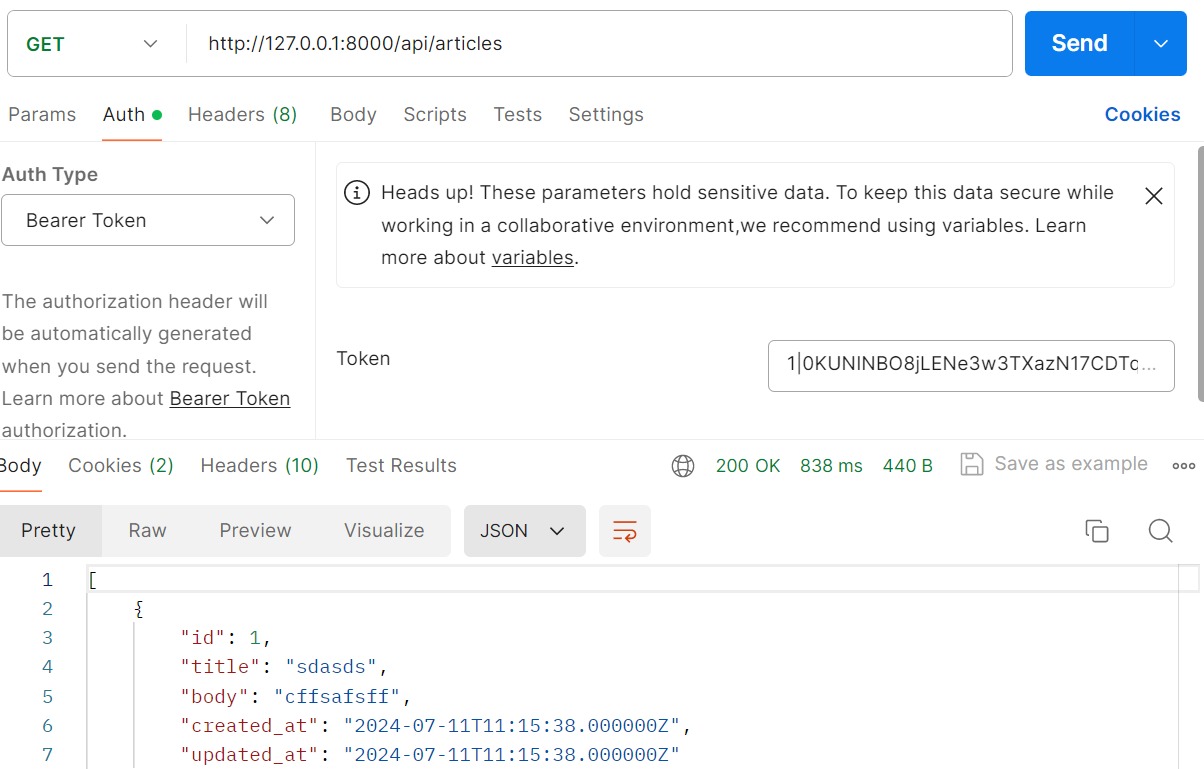 GET http://127.0.0.1:8000/api/articles Send
Params Auth Headers (8) Body Scripts Tests Settings Cookies
Auth Type
Bearer Token
The authorization header will
be automatically generated
when you send the request.
Learn more about Bearer Token
authorization.
Heads up! These parameters hold sensitive data. To keep this data secure while
working in a collaborative environment,we recommend using variables. Learn
more about variables.
Token
1|0KUNINBO8jLENe3w3TXazN17CDTc...
Body Cookies (2) Headers (10) Test Results 200 OK 838 ms 440 B Save as example
Pretty Raw Preview Visualize JSON
1 [
2 {
3 "id": 1,
4 "title": "sdasds",
5 "body": "cffsafsff",
6 "created_at": "2024-07-11T11:15:38.000000Z",
7 "updated_at": "2024-07-11T11:15:38.000000Z"